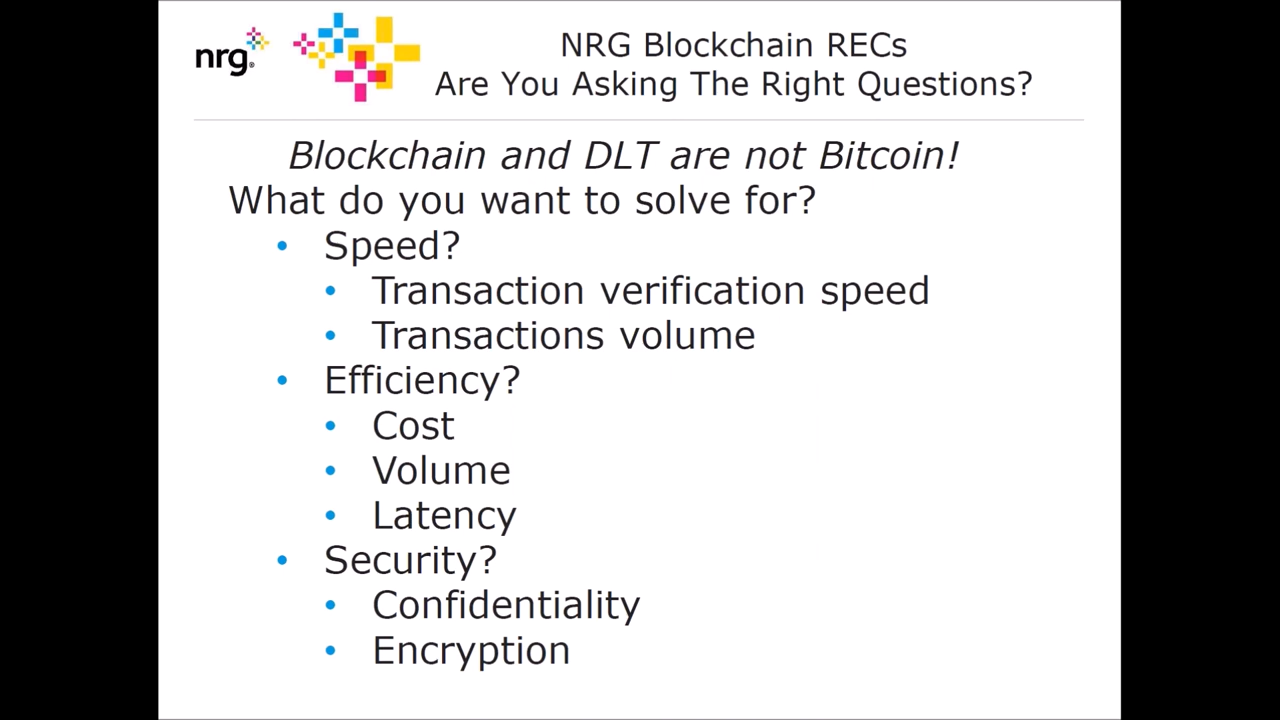 nrg®
NRG Blockchain RECs
Are You Asking The Right Questions?
Blockchain and DLT are not Bitcoin!
What do you want to solve for?
• Speed?
• Transaction verification speed
• Transactions volume
• Efficiency?
• Cost
• Volume
• Latency
• Security?
• Confidentiality
• Encryption